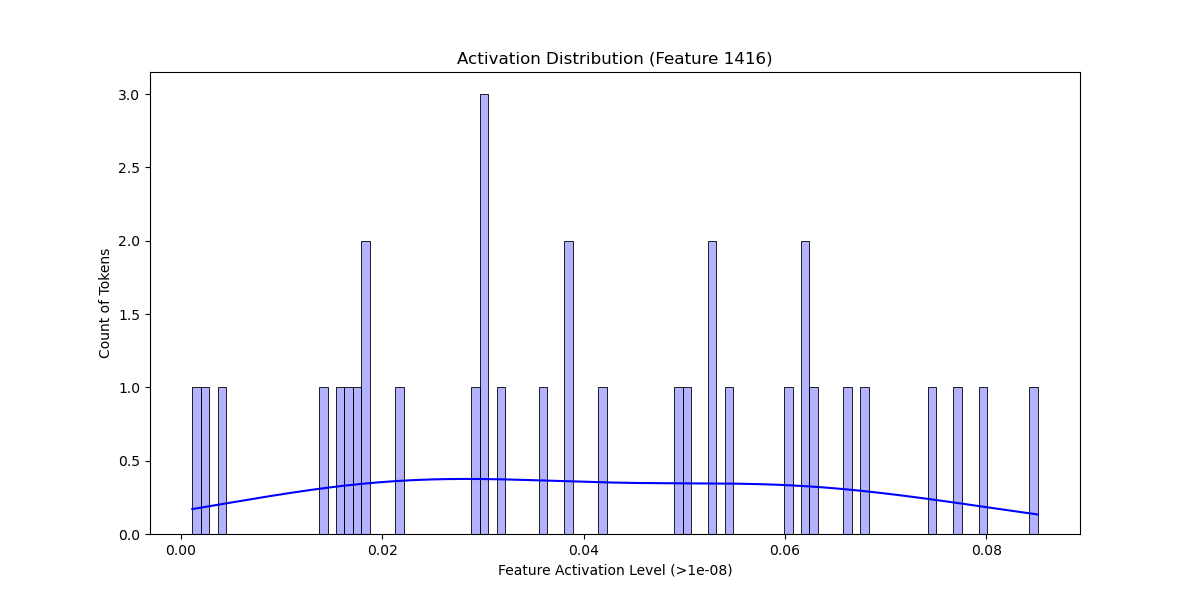 Activation Distribution (Feature 1416)
3.0
2.5
2.0
1.5
1.0
0.5
0.0
Count of Tokens
0.00 0.02 0.04 0.06 0.08
Feature Activation Level (>1e-08)